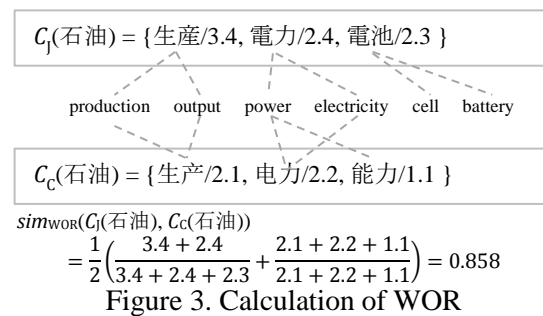 C_J(石油) = {生産/3.4, 電力/2.4, 電池/2.3 }
production output power electricity cell battery
C_C(石油) = {生产/2.1, 电力/2.2, 能力/1.1 }
sim_WOR(C_J(石油), C_C(石油))
= 1/2 ( (3.4 + 2.4)/(3.4 + 2.4 + 2.3) + (2.1 + 2.2 + 1.1)/(2.1 + 2.2 + 1.1) ) = 0.858
Figure 3. Calculation of WOR